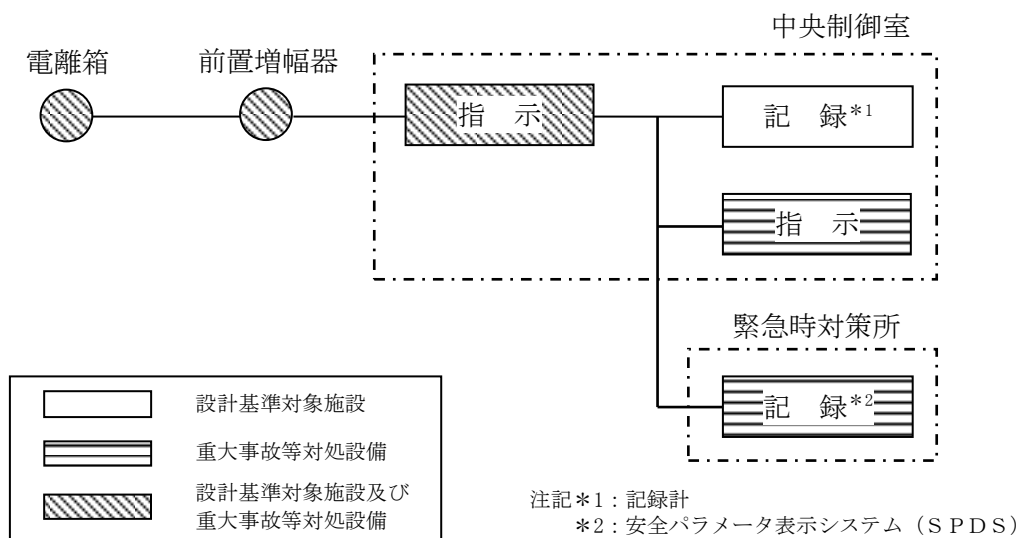 中央制御室
電離箱
前置増幅器
指 示
記 録*1
指 示
緊急時対策所
記 録*2
設計基準対象施設
重大事故等対処設備
設計基準対象施設及び
重大事故等対処設備
注記*1:記録計
*2:安全パラメータ表示システム(SPDS)